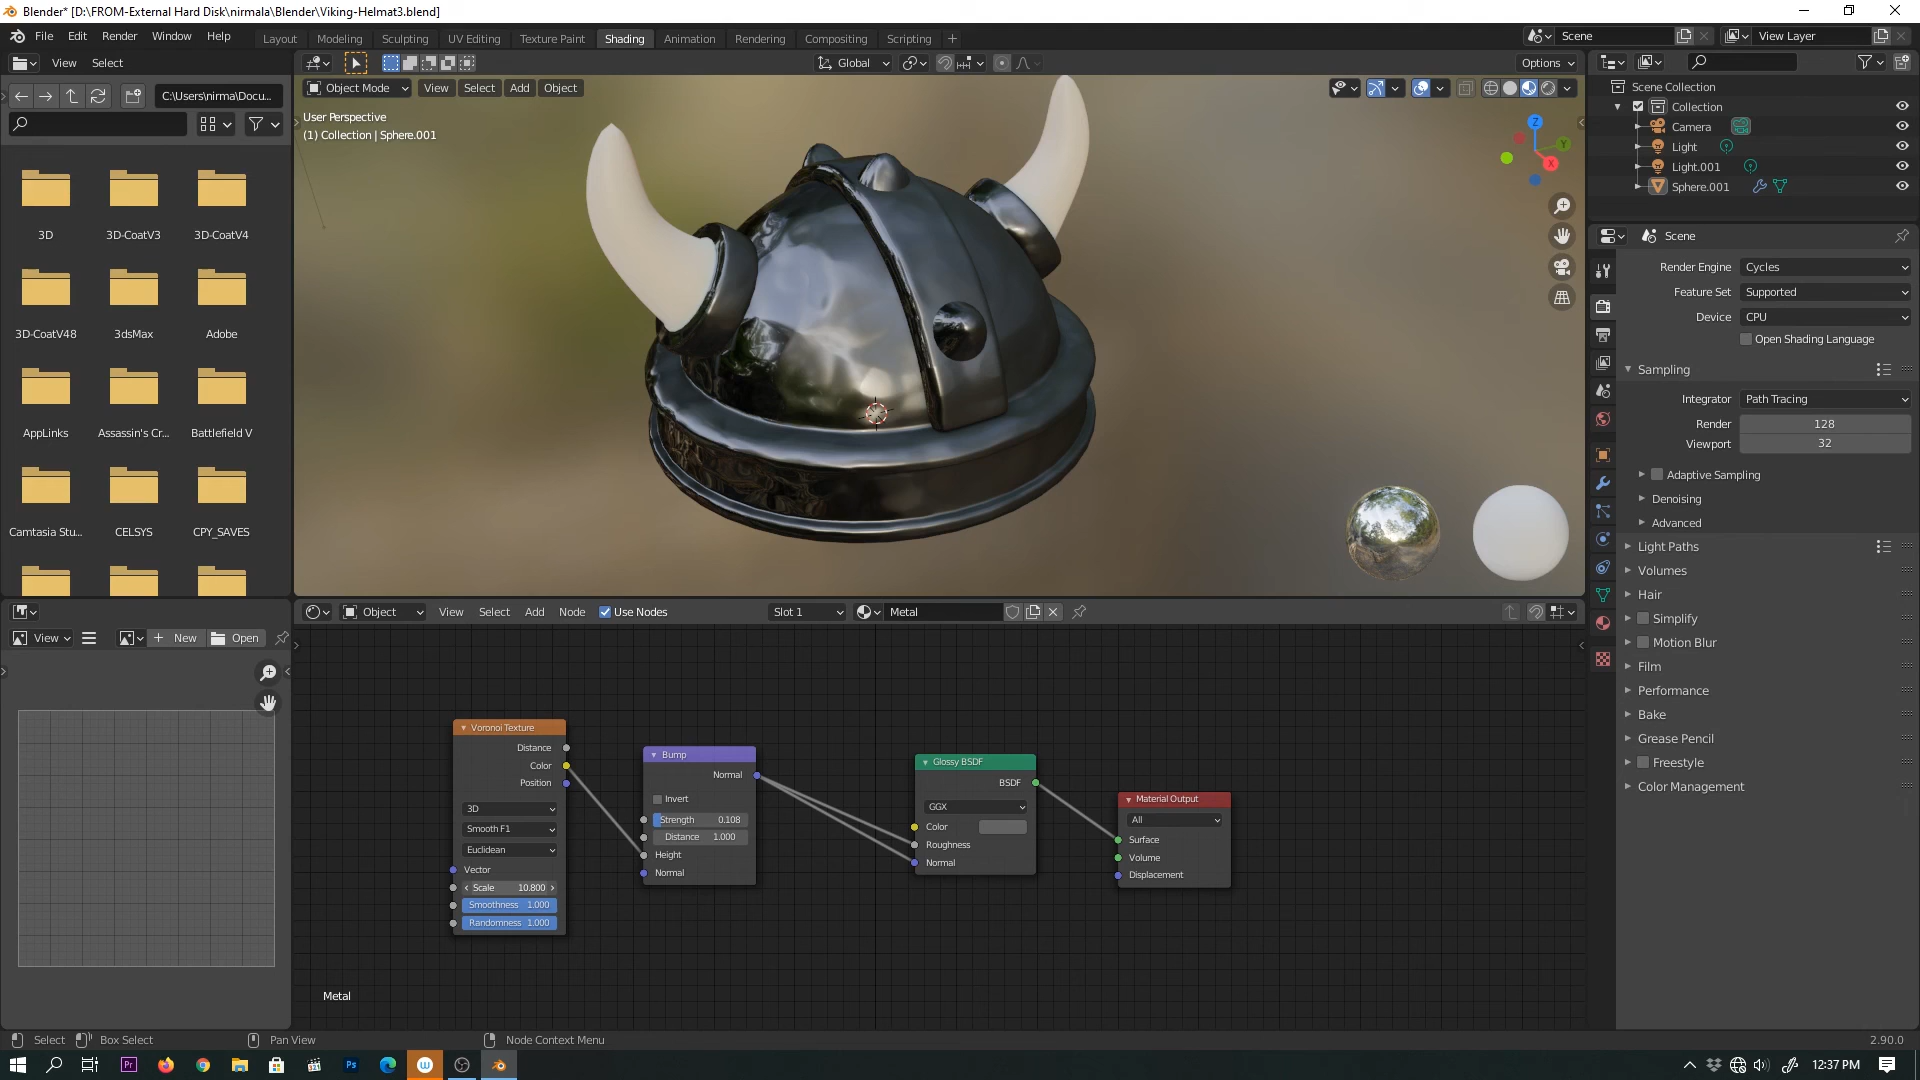 Blender* [D:\FROM-External Hard Disk\nirmala\Blender\Viking-Helmat3.blend]
File Edit Render Window Help Layout Modeling Sculpting UV Editing Texture Paint Shading Animation Rendering Compositing Scripting Scene View Layer
View Select Global Options
C:\Users\nirma\Docu... Object Mode View Select Add Object
User Perspective
(1) Collection | Sphere.001
Scene Collection
Collection
Camera
Light
Light.001
Sphere.001
Z
Y
X
3D 3D-CoatV3 3D-CoatV4
3D-CoatV48 3dsMax Adobe
AppLinks Assassin's Cr... Battlefield V
Camtasia Stu... CELSYS CPY_SAVES
Scene
Render Engine Cycles
Feature Set Supported
Device CPU
Open Shading Language
Sampling
Integrator Path Tracing
Render 128
Viewport 32
Adaptive Sampling
Denoising
Advanced
Light Paths
Volumes
Hair
Simplify
Motion Blur
Film
Performance
Bake
Grease Pencil
Freestyle
Color Management
Object View Select Add Node Use Nodes Slot 1 Metal
View New Open
Voronoi Texture
Distance
Color
Position
3D
Smooth F1
Euclidean
Vector
Scale 10.800
Smoothness 1.000
Randomness 1.000
Bump
Normal
Invert
Strength 0.108
Distance 1.000
Height
Normal
Glossy BSDF
BSDF
GGX
Color
Roughness
Normal
Material Output
All
Surface
Volume
Displacement
Metal
Select Box Select Pan View Node Context Menu 2.90.0
Pr Ps w 12:37 PM